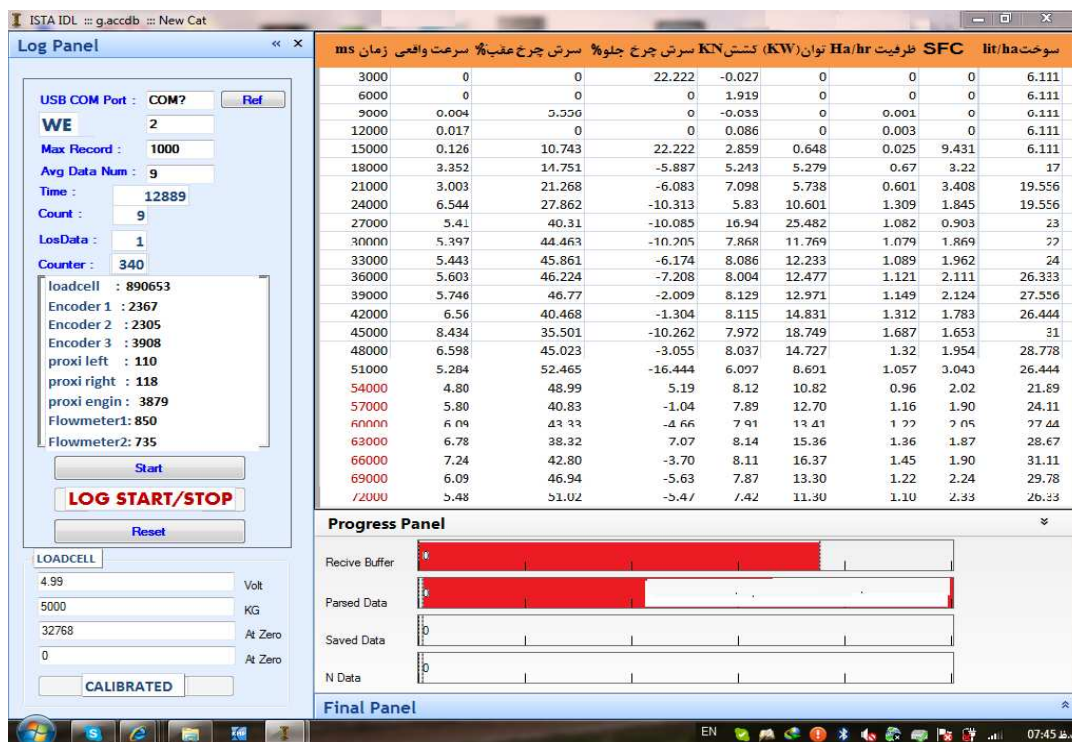 ISTA IDL ::: g.accdb ::: New Cat
Log Panel
USB COM Port : COM? Ref
WE 2
Max Record : 1000
Avg Data Num : 9
Time : 12889
Count : 9
LosData : 1
Counter : 340
loadcell : 890653
Encoder 1 : 2367
Encoder 2 : 2305
Encoder 3 : 3908
proxi left : 110
proxi right : 118
proxi engin : 3879
Flowmeter1: 850
Flowmeter2: 735
Start
LOG START/STOP
Reset
LOADCELL
4.99 Volt
5000 KG
32768 At Zero
0 At Zero
CALIBRATED
زمان ms سرعت واقعی سرش چرخ عقب% سرش چرخ جلو% کشش KN توان(KW) ظرفیت Ha/hr SFC سوخت lit/ha
3000 0 0 22.222 -0.027 0 0 0 6.111
6000 0 0 0 1.919 0 0 0 6.111
9000 0.004 5.556 0 -0.033 0 0.001 0 6.111
12000 0.017 0 0 0.086 0 0.003 0 6.111
15000 0.126 10.743 22.222 2.859 0.648 0.025 9.431 6.111
18000 3.352 14.751 -5.887 5.243 5.279 0.67 3.22 17
21000 3.003 21.268 -6.083 7.098 5.738 0.601 3.408 19.556
24000 6.544 27.862 -10.313 5.83 10.601 1.309 1.845 19.556
27000 5.41 40.31 -10.085 16.94 25.482 1.082 0.903 23
30000 5.397 44.463 -10.205 7.868 11.769 1.079 1.869 22
33000 5.443 45.861 -6.174 8.086 12.233 1.089 1.962 24
36000 5.603 46.224 -7.208 8.004 12.477 1.121 2.111 26.333
39000 5.746 46.77 -2.009 8.129 12.971 1.149 2.124 27.556
42000 6.56 40.468 -1.304 8.115 14.831 1.312 1.783 26.444
45000 8.434 35.501 -10.262 7.972 18.749 1.687 1.653 31
48000 6.598 45.023 -3.055 8.037 14.727 1.32 1.954 28.778
51000 5.284 52.465 -16.444 6.097 8.691 1.057 3.043 26.444
54000 4.80 48.99 5.19 8.12 10.82 0.96 2.02 21.89
57000 5.80 40.83 -1.04 7.89 12.70 1.16 1.90 24.11
60000 6.09 43.33 -4.66 7.91 13.41 1.22 2.05 27.44
63000 6.78 38.32 7.07 8.14 15.36 1.36 1.87 28.67
66000 7.24 42.80 -3.70 8.11 16.37 1.45 1.90 31.11
69000 6.09 46.94 -5.63 7.87 13.30 1.22 2.24 29.78
72000 5.48 51.02 -5.47 7.42 11.30 1.10 2.33 26.33
Progress Panel
Recive Buffer 0
Parsed Data 0
Saved Data 0
N Data 0
Final Panel
EN 07:45 ب.ظ